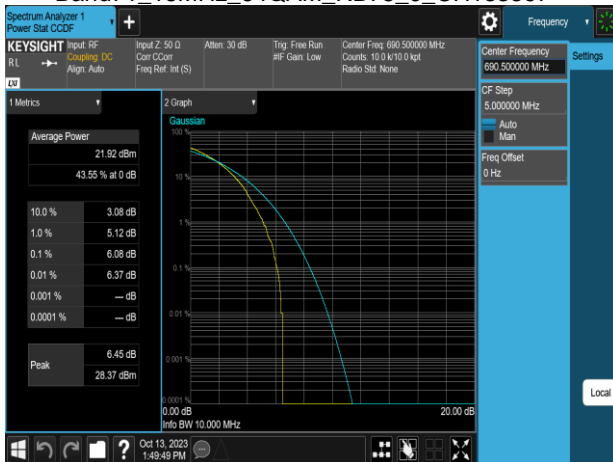 Spectrum Analyzer 1
Power Stat CCDF
Frequency
KEYSIGHT
RL
Input: RF
Coupling: DC
Align: Auto
Input Z: 50 Ω
Corr CCorr
Freq Ref: Int (S)
Atten: 30 dB
Trig: Free Run
#IF Gain: Low
Center Freq: 690.500000 MHz
Counts: 10.0 k/10.0 kpt
Radio Std: None
LXI
Center Frequency
690.500000 MHz
Settings
CF Step
5.000000 MHz
Auto
Man
Freq Offset
0 Hz
Local
1 Metrics
Average Power
21.92 dBm
43.55 % at 0 dB
10.0 % 3.08 dB
1.0 % 5.12 dB
0.1 % 6.08 dB
0.01 % 6.37 dB
0.001 % --- dB
0.0001 % --- dB
Peak
6.45 dB
28.37 dBm
2 Graph
Gaussian
100 %
10 %
1 %
0.1 %
0.01 %
0.001 %
0.0001 %
0.00 dB 20.00 dB
Info BW 10.000 MHz
?
Oct 13, 2023
1:49:49 PM